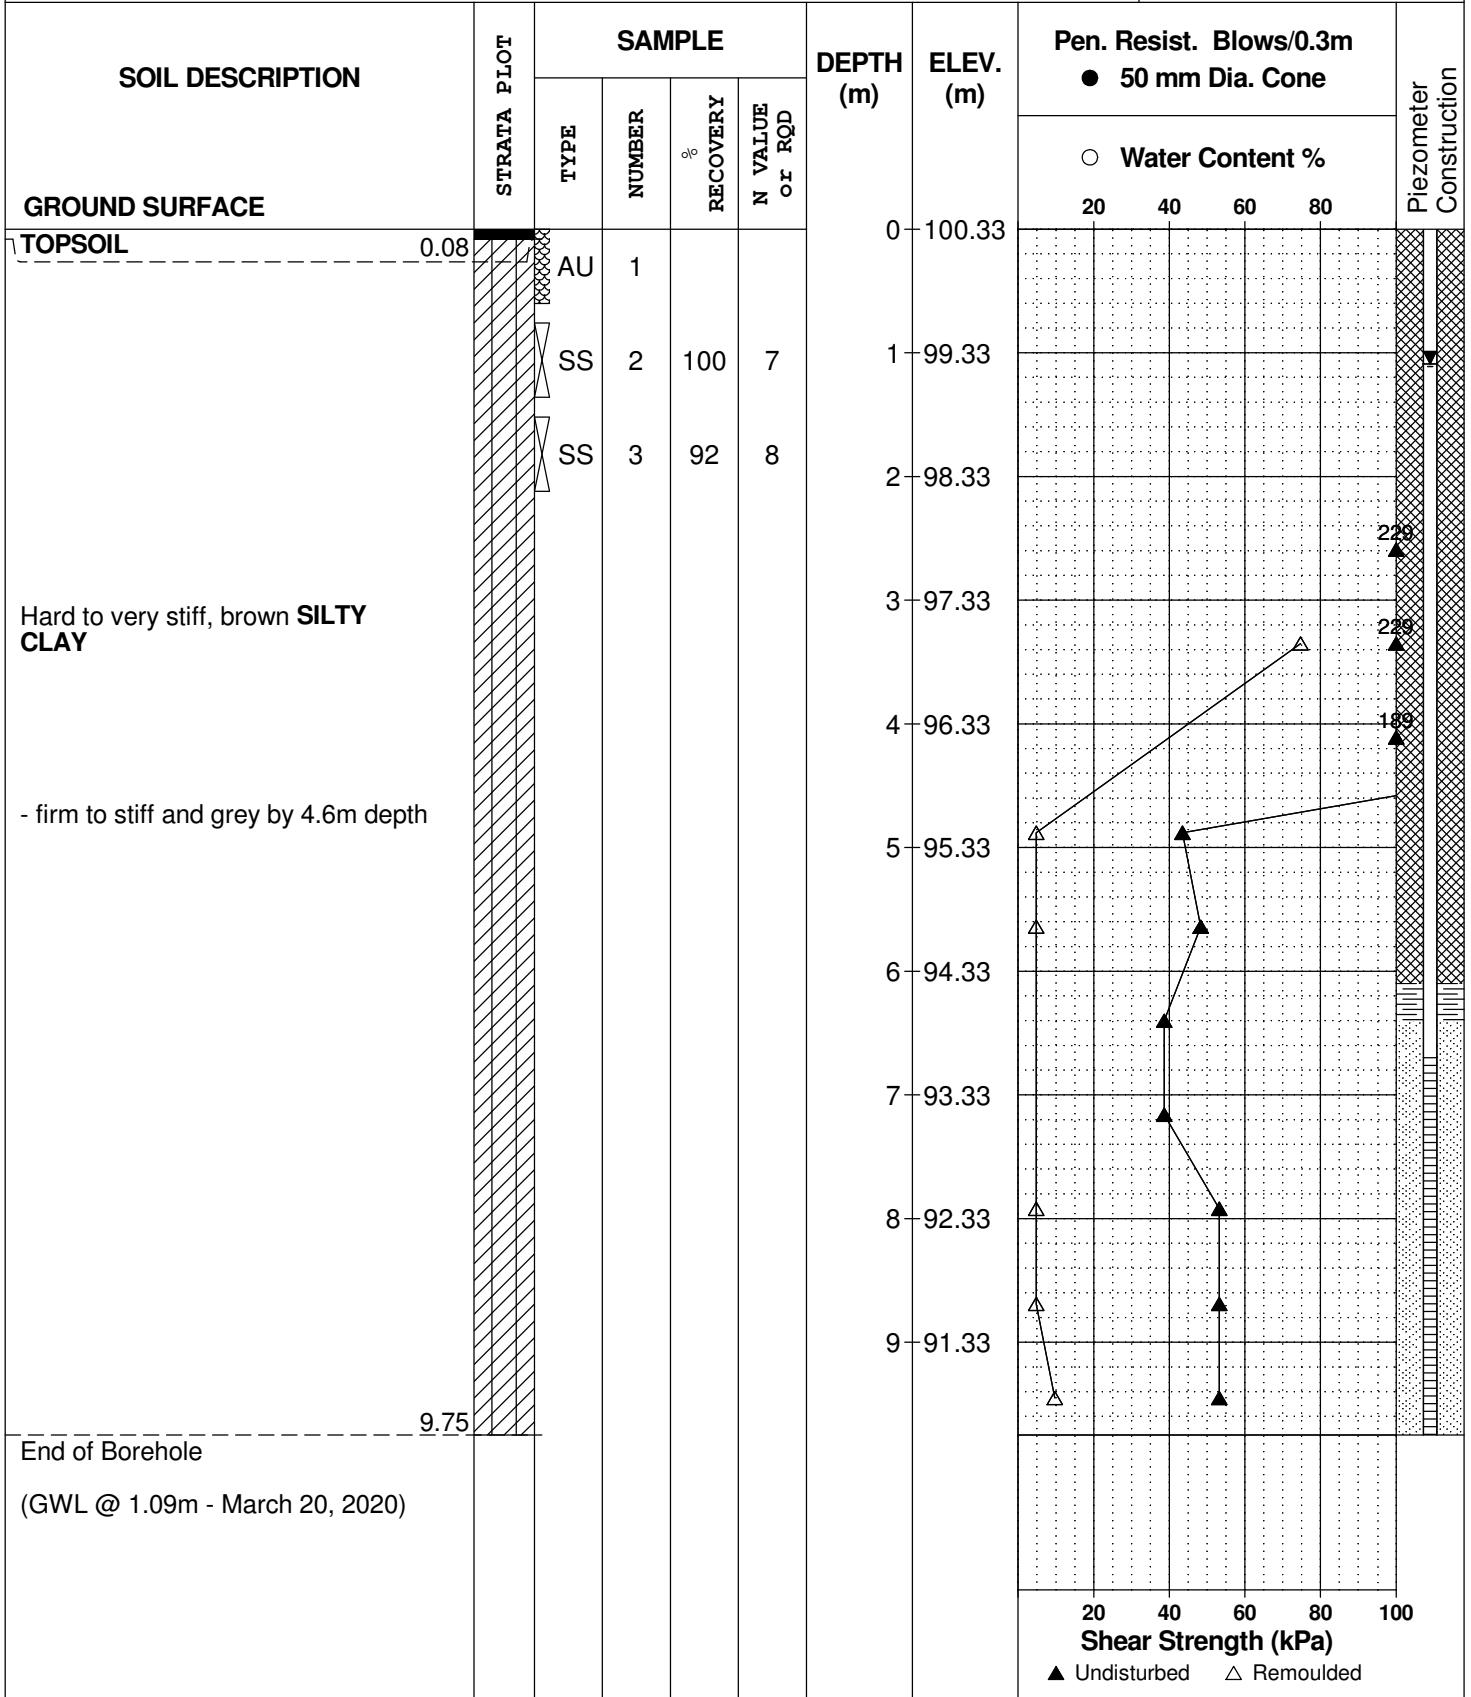 SOIL DESCRIPTION
GROUND SURFACE
STRATA PLOT
SAMPLE
TYPE
NUMBER
%
RECOVERY
N VALUE
or RQD
DEPTH
(m)
ELEV.
(m)
Pen. Resist. Blows/0.3m
● 50 mm Dia. Cone
○ Water Content %
20 40 60 80
Piezometer
Construction
TOPSOIL 0.08
0 100.33
AU 1
SS 2 100 7
1 99.33
SS 3 92 8
2 98.33
229
Hard to very stiff, brown SILTY
CLAY
3 97.33
229
4 96.33
189
- firm to stiff and grey by 4.6m depth
5 95.33
6 94.33
7 93.33
8 92.33
9 91.33
9.75
End of Borehole
(GWL @ 1.09m - March 20, 2020)
20 40 60 80 100
Shear Strength (kPa)
▲ Undisturbed △ Remoulded